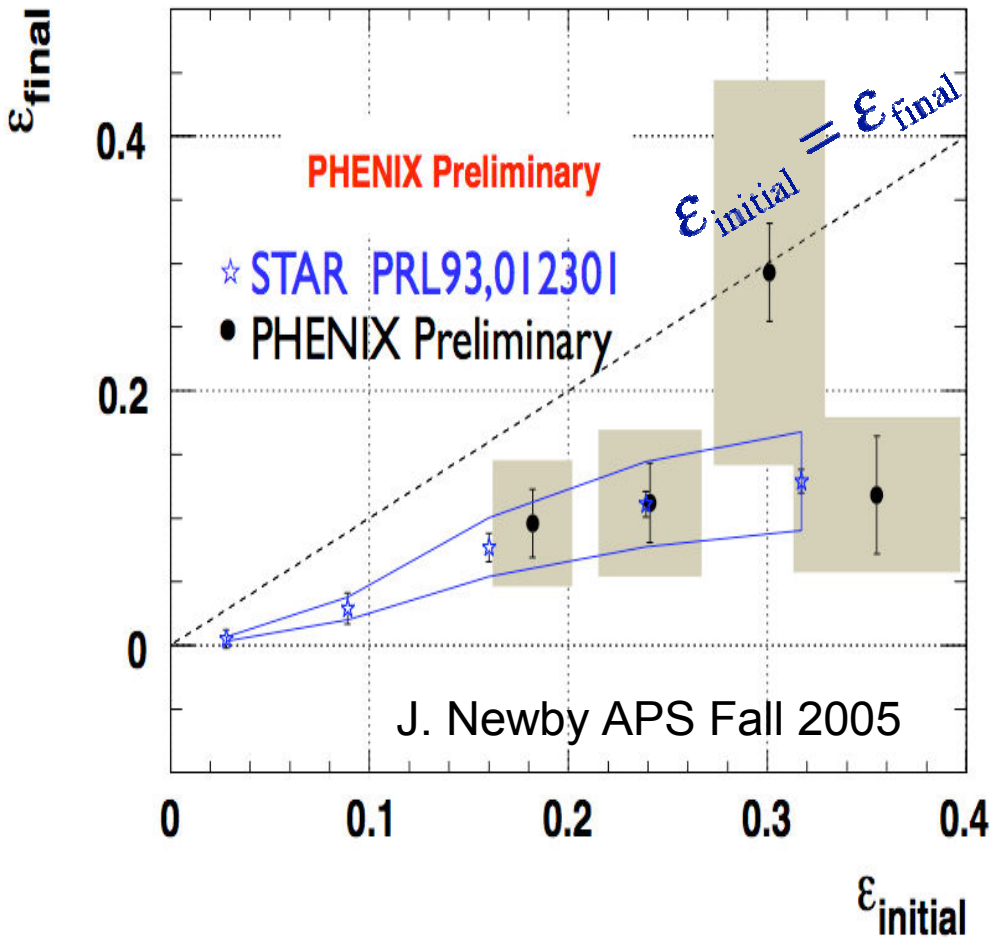 εfinal
0.4
0.2
0
PHENIX Preliminary
εinitial = εfinal
STAR PRL93,012301
PHENIX Preliminary
J. Newby APS Fall 2005
0 0.1 0.2 0.3 0.4
εinitial